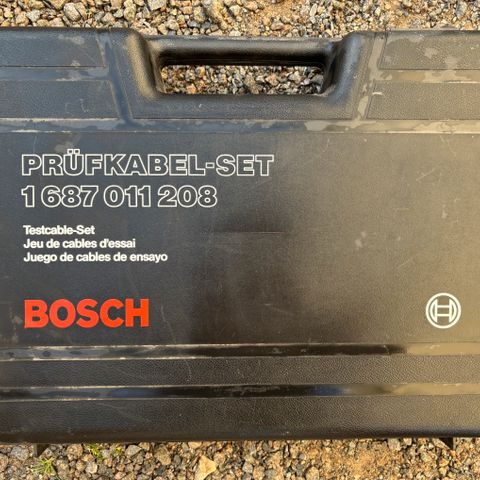 PRÜFKABEL-SET
1 687 011 208
Testcable-Set
Jeu de cables d'essai
Juego de cables de ensayo
BOSCH